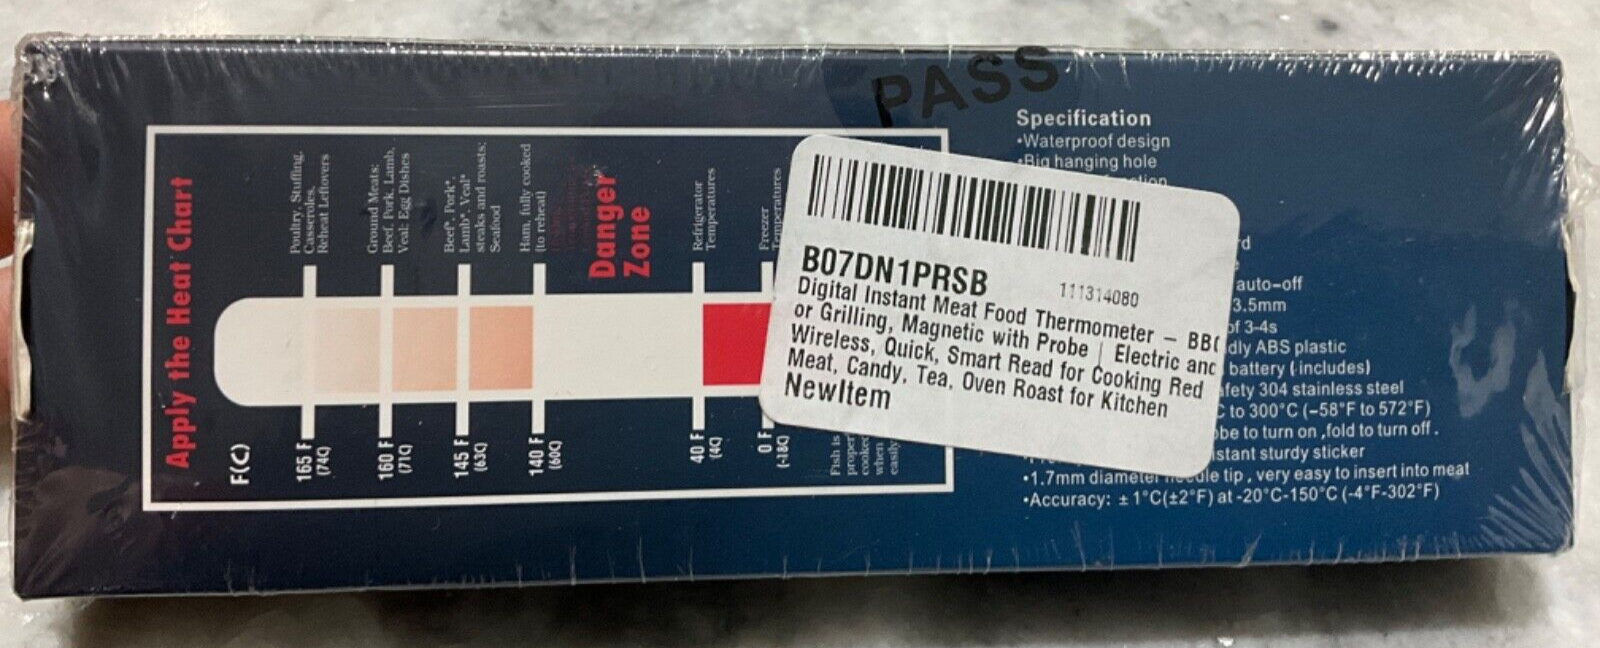 PASS
Apply the Heat Chart
F(C)
165 F
(74C)
160 F
(71C)
145 F
(63C)
140 F
(60C)
40 F
(4C)
0 F
(-18C)
Poultry, Stuffing,
Casseroles,
Reheat Leftovers
Ground Meats:
Beef, Pork, Lamb,
Veal: Egg Dishes
Beef*, Pork*,
Lamb*, Veal*
steaks and roasts;
Seafood
Ham, fully cooked
(to reheat)
Danger
Zone
Refrigerator
Temperatures
Freezer
Temperatures
Fish is
proper
cooked
when
easily
B07DN1PRSB
111314080
Digital Instant Meat Food Thermometer – BB
or Grilling, Magnetic with Probe | Electric and
Wireless, Quick, Smart Read for Cooking Red
Meat, Candy, Tea, Oven Roast for Kitchen
NewItem
Specification
•Waterproof design
•Big hanging hole
auto-off
3.5mm
of 3-4s
dly ABS plastic
battery (includes)
afety 304 stainless steel
C to 300°C (-58°F to 572°F)
obe to turn on ,fold to turn off .
stant sturdy sticker
•1.7mm diameter needle tip , very easy to insert into meat
•Accuracy: ±1°C(±2°F) at -20°C-150°C (-4°F-302°F)